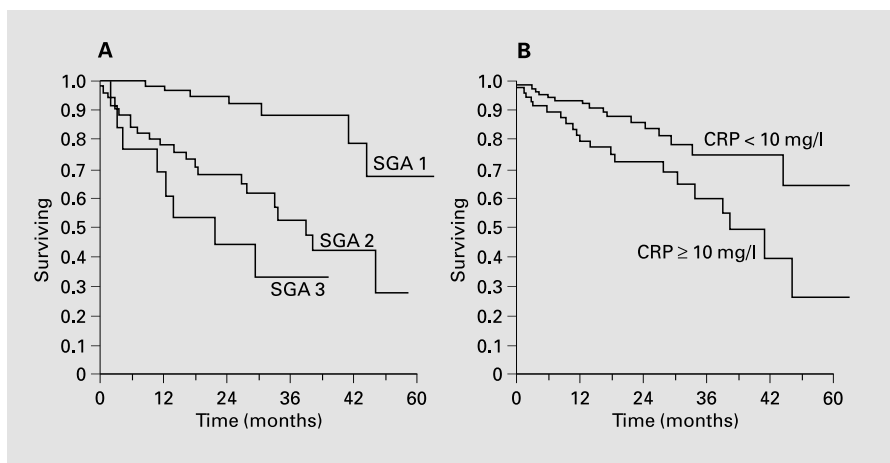 A
1.0
0.9
0.8
0.7
0.6
0.5
0.4
0.3
0.2
0.1
0
Surviving
SGA 1
SGA 2
SGA 3
0 12 24 36 42 60
Time (months)
B
1.0
0.9
0.8
0.7
0.6
0.5
0.4
0.3
0.2
0.1
0
Surviving
CRP < 10 mg/l
CRP ≥ 10 mg/l
0 12 24 36 42 60
Time (months)